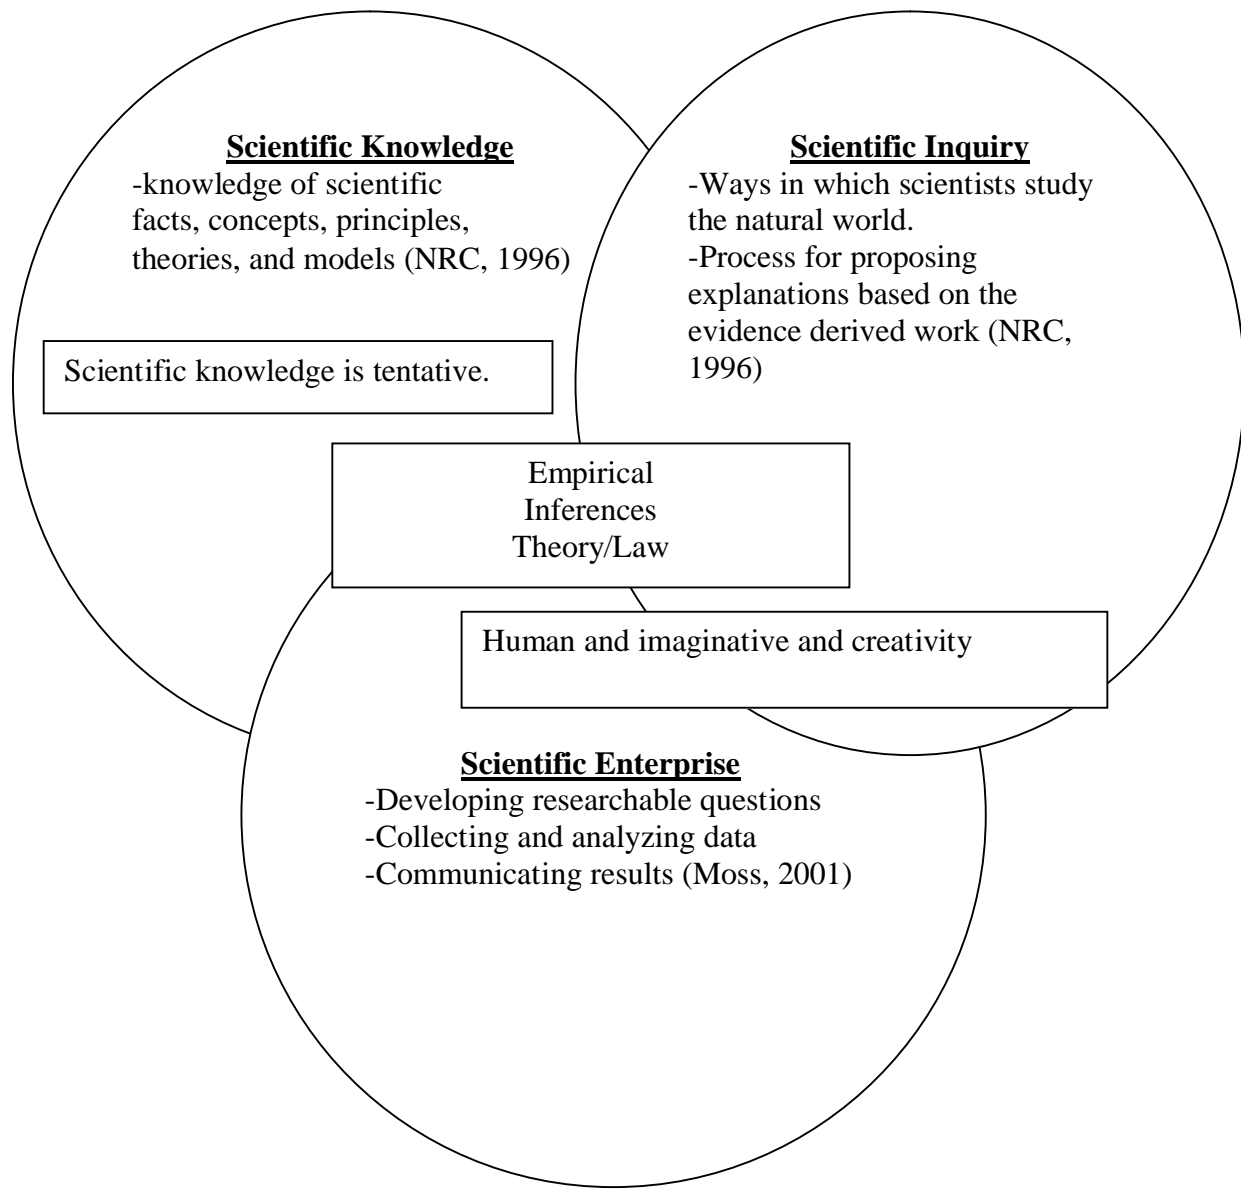 Scientific Knowledge
-knowledge of scientific
facts, concepts, principles,
theories, and models (NRC, 1996)
Scientific knowledge is tentative.
Scientific Inquiry
-Ways in which scientists study
the natural world.
-Process for proposing
explanations based on the
evidence derived work (NRC,
1996)
Empirical
Inferences
Theory/Law
Human and imaginative and creativity
Scientific Enterprise
-Developing researchable questions
-Collecting and analyzing data
-Communicating results (Moss, 2001)